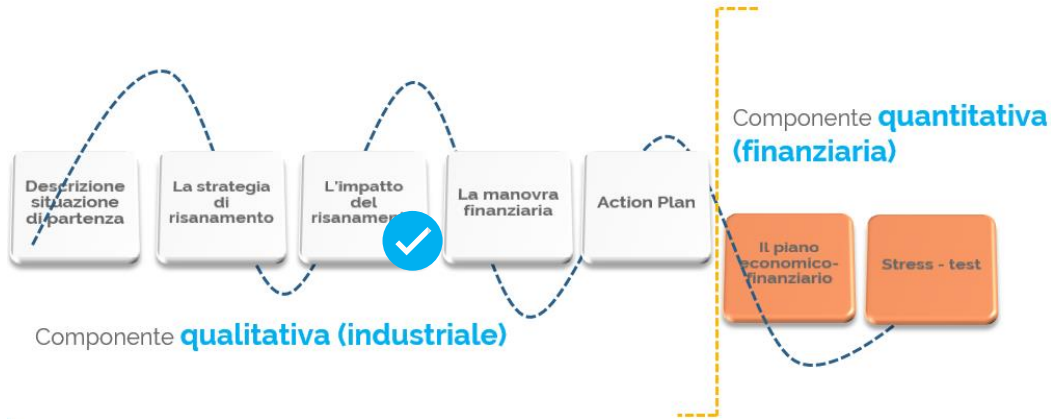 Descrizione
situazione
di partenza
La strategia
di
risanamento
L'impatto
del
risanamento
La manovra
finanziaria
Action Plan
Componente qualitativa (industriale)
Componente quantitativa
(finanziaria)
Il piano
economico-
finanziario
Stress - test